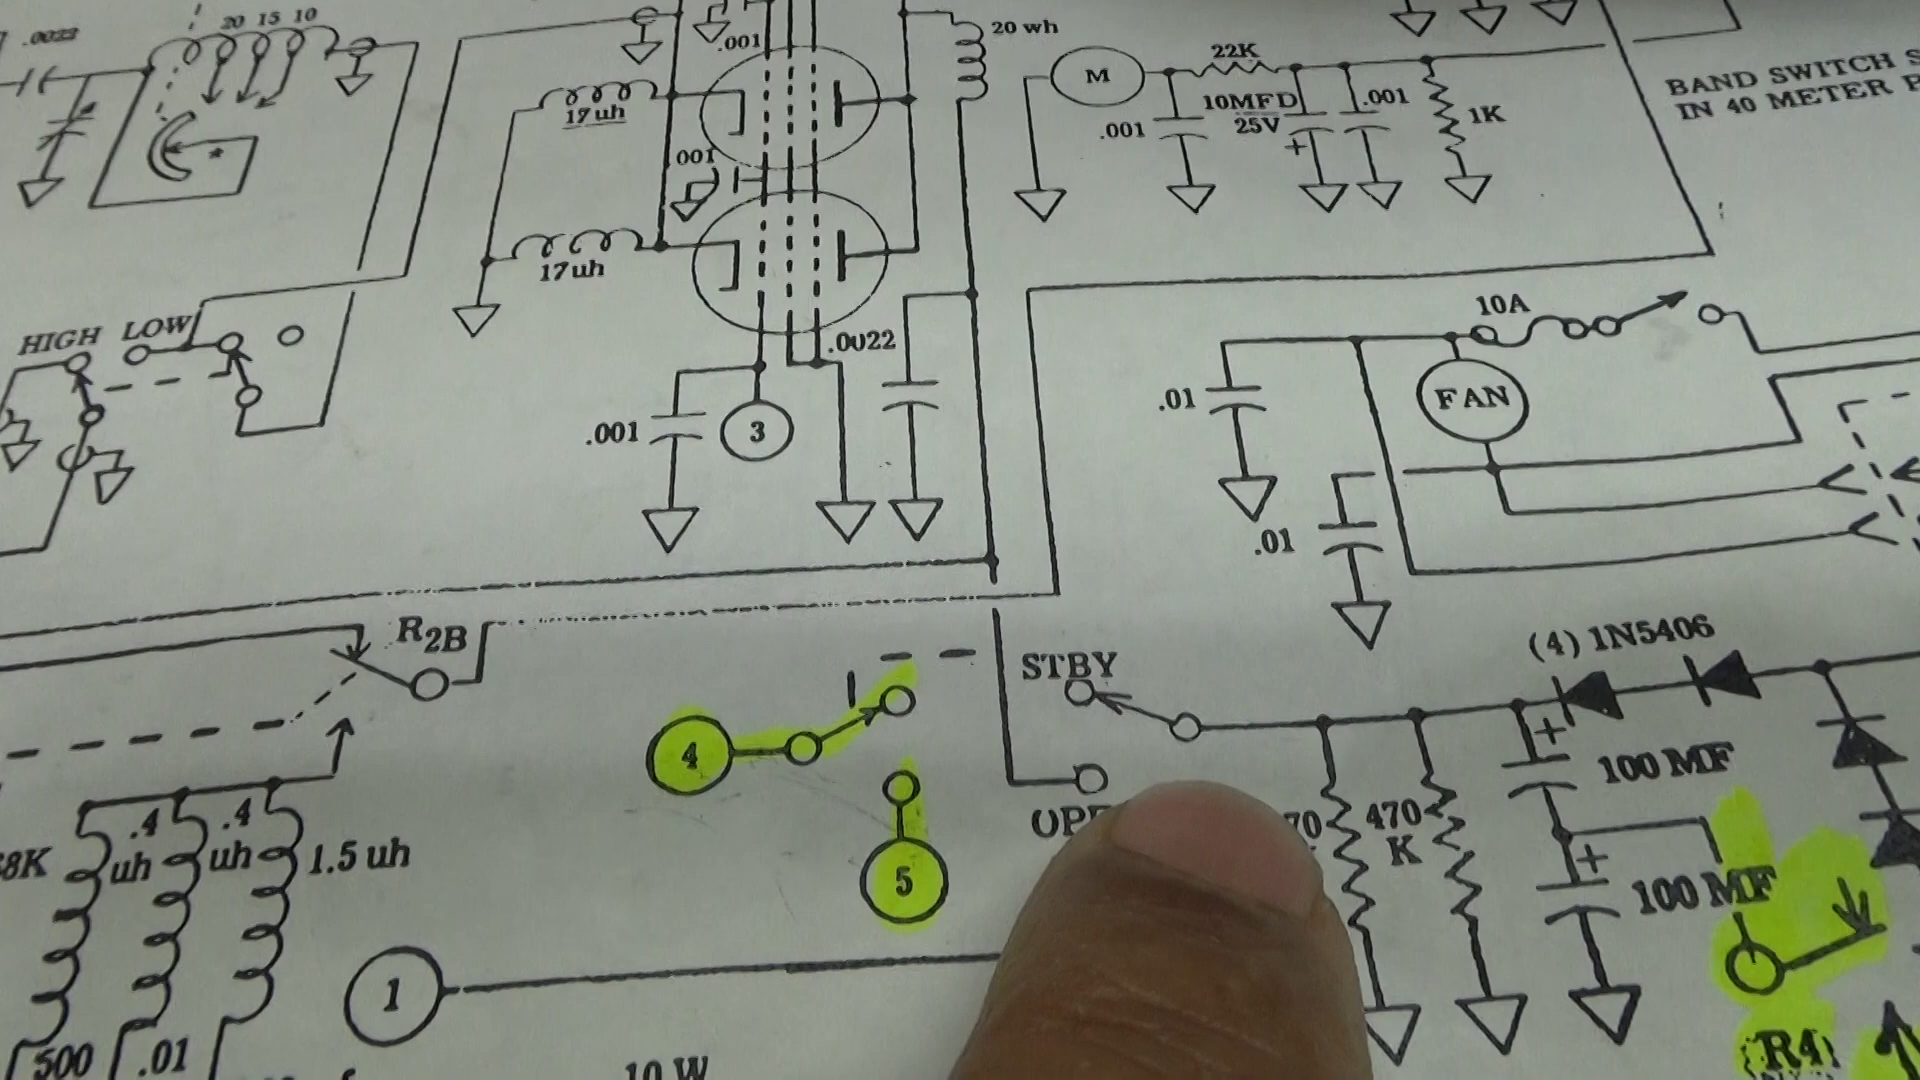 .0022
20 15 10
.001
20 wh
M
22K
17uh
.001
10MFD
25V
.001
1K
BAND SWITCH S
IN 40 METER P
001
17uh
HIGH LOW
.0022
10A
.001
3
.01
FAN
.01
R2B
STBY
(4) 1N5406
4
100 MF
8K
.4
uh
.4
uh
1.5 uh
5
70
470
K
100 MF
1
500
.01
10 W
R4